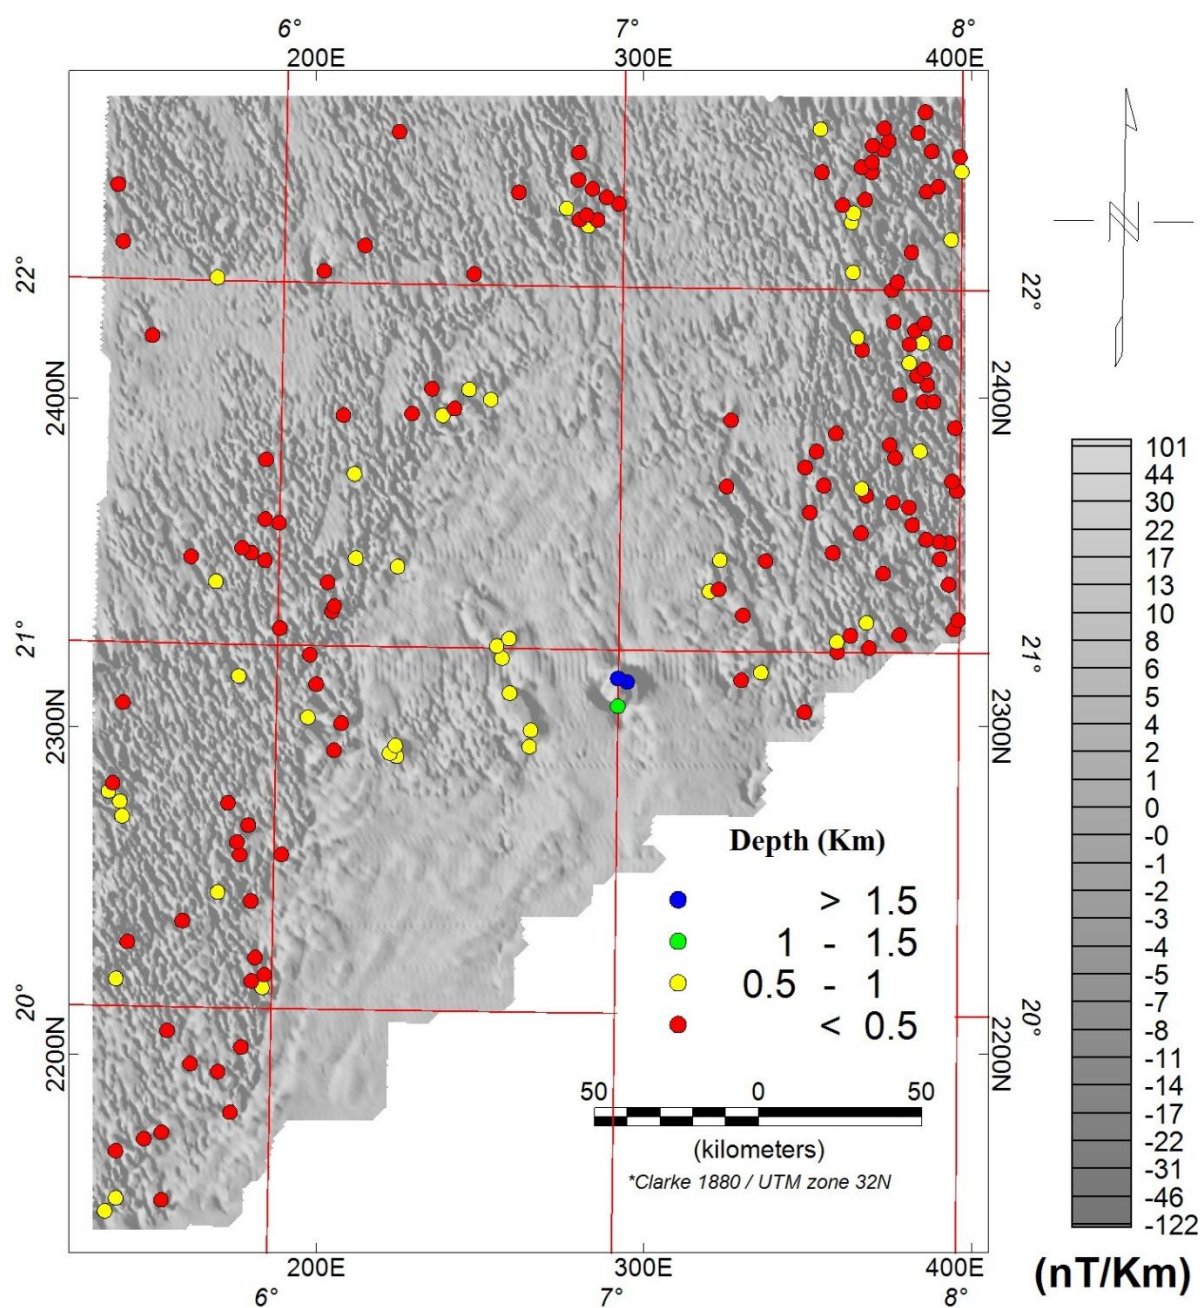 6° 7° 8°
200E 300E 400E
N
22° 22°
2400N 2400N
21° 21°
2300N 2300N
20° 20°
2200N 2200N
Depth (Km)
> 1.5
1 - 1.5
0.5 - 1
< 0.5
50 0 50
(kilometers)
*Clarke 1880 / UTM zone 32N
200E 300E 400E
6° 7° 8°
101
44
30
22
17
13
10
8
6
5
4
2
1
0
-0
-1
-2
-3
-4
-5
-7
-8
-11
-14
-17
-22
-31
-46
-122
(nT/Km)